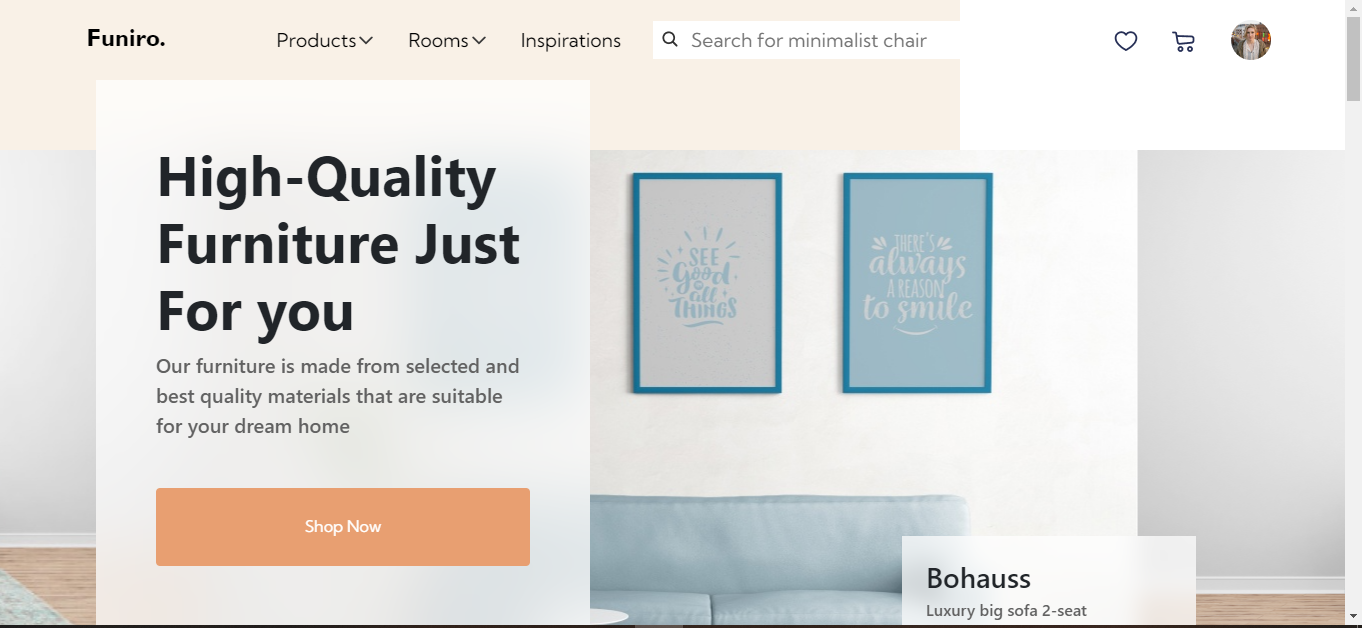 Funiro.
Products
Rooms
Inspirations
Search for minimalist chair
High-Quality
Furniture Just
For you
Our furniture is made from selected and
best quality materials that are suitable
for your dream home
Shop Now
SEE
Good
in
all
THINGS
THERE'S
always
A REASON
to smile
Bohauss
Luxury big sofa 2-seat